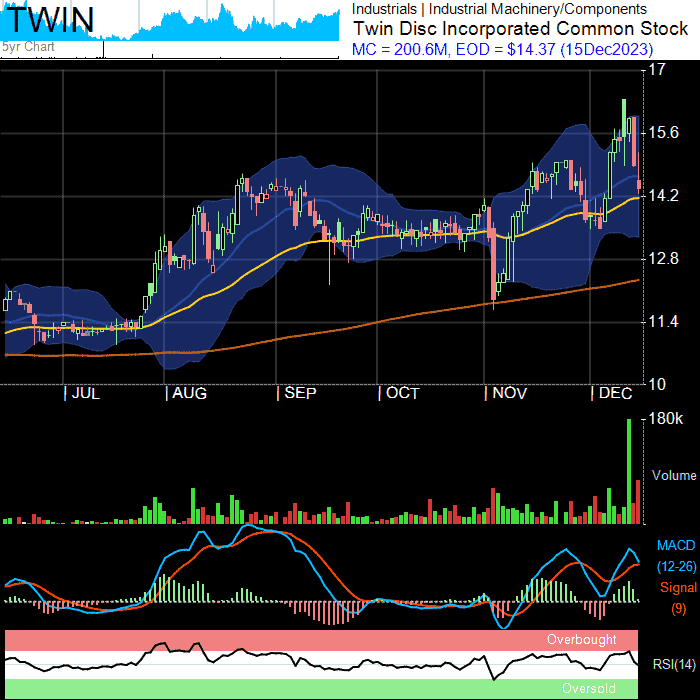 TWIN
5yr Chart
Industrials | Industrial Machinery/Components
Twin Disc Incorporated Common Stock
MC = 200.6M, EOD = $14.37 (15Dec2023)
17
15.6
14.2
12.8
11.4
10
| JUL | AUG | SEP | OCT | NOV | DEC
180k
Volume
MACD
(12-26)
Signal
(9)
Overbought
RSI(14)
Oversold